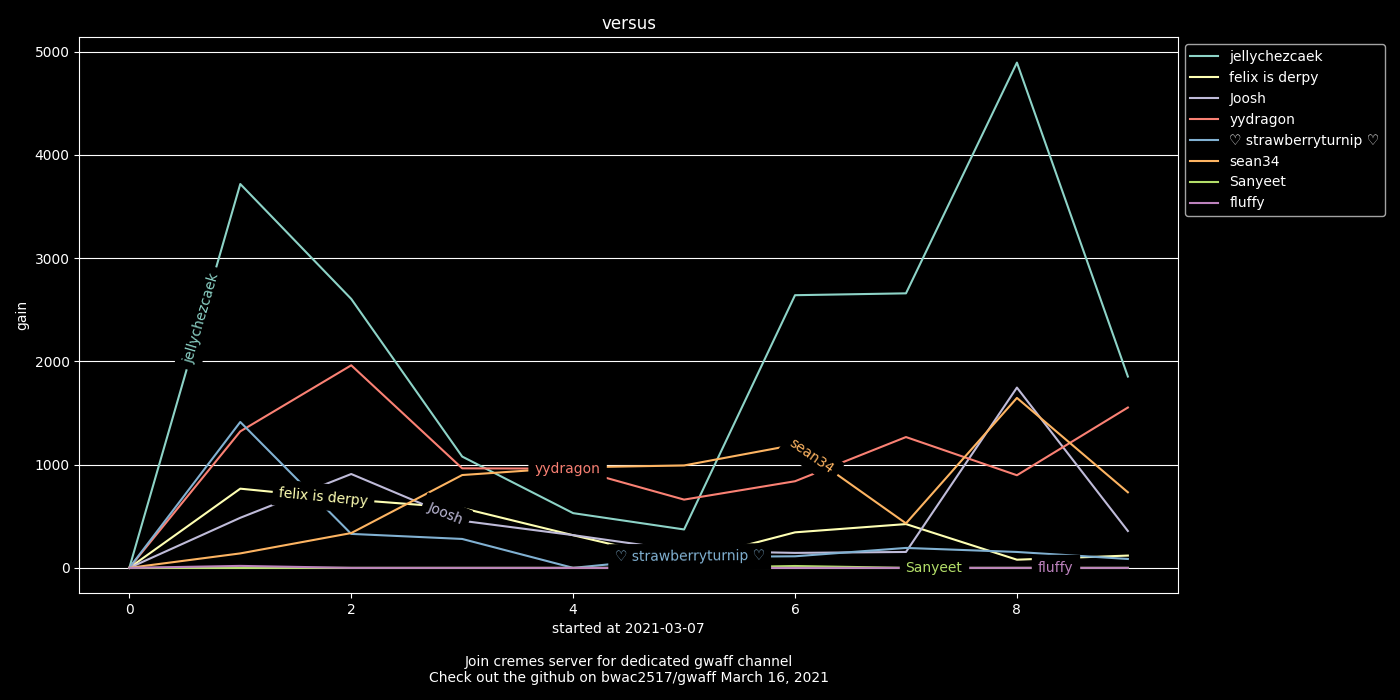 versus
5000
4000
3000
2000
1000
0
gain
jellychezcaek
felix is derpy
Joosh
yydragon
♡ strawberryturnip ♡
sean34
Sanyeet
fluffy
0
2
4
6
8
started at 2021-03-07
Join cremes server for dedicated gwaff channel
Check out the github on bwac2517/gwaff March 16, 2021
jellychezcaek
felix is derpy
Joosh
yydragon
♡ strawberryturnip ♡
sean34
Sanyeet
fluffy